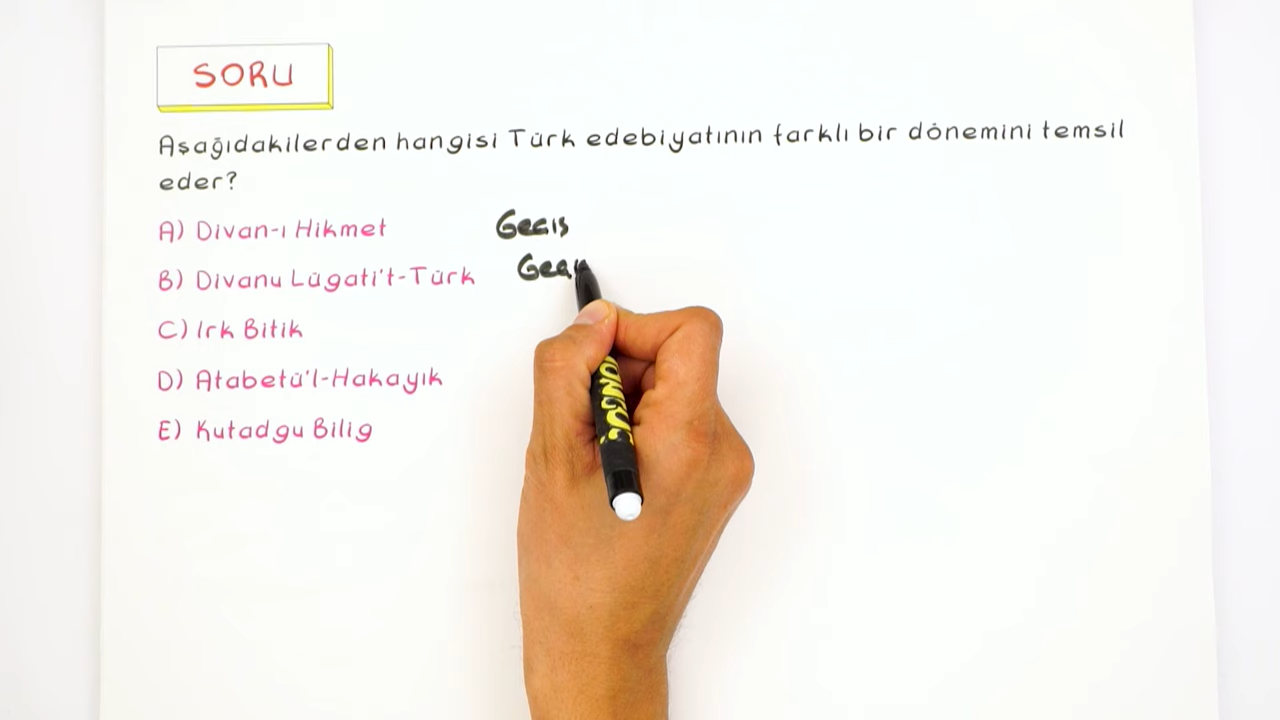 SORU
Aşağıdakilerden hangisi Türk edebiyatının farklı bir dönemini temsil
eder?
A) Divan-ı Hikmet Geçiş
B) Divanu Lügati't-Türk
C) Irk Bitik
D) Atabetü'l-Hakayık
E) Kutadgu Bilig